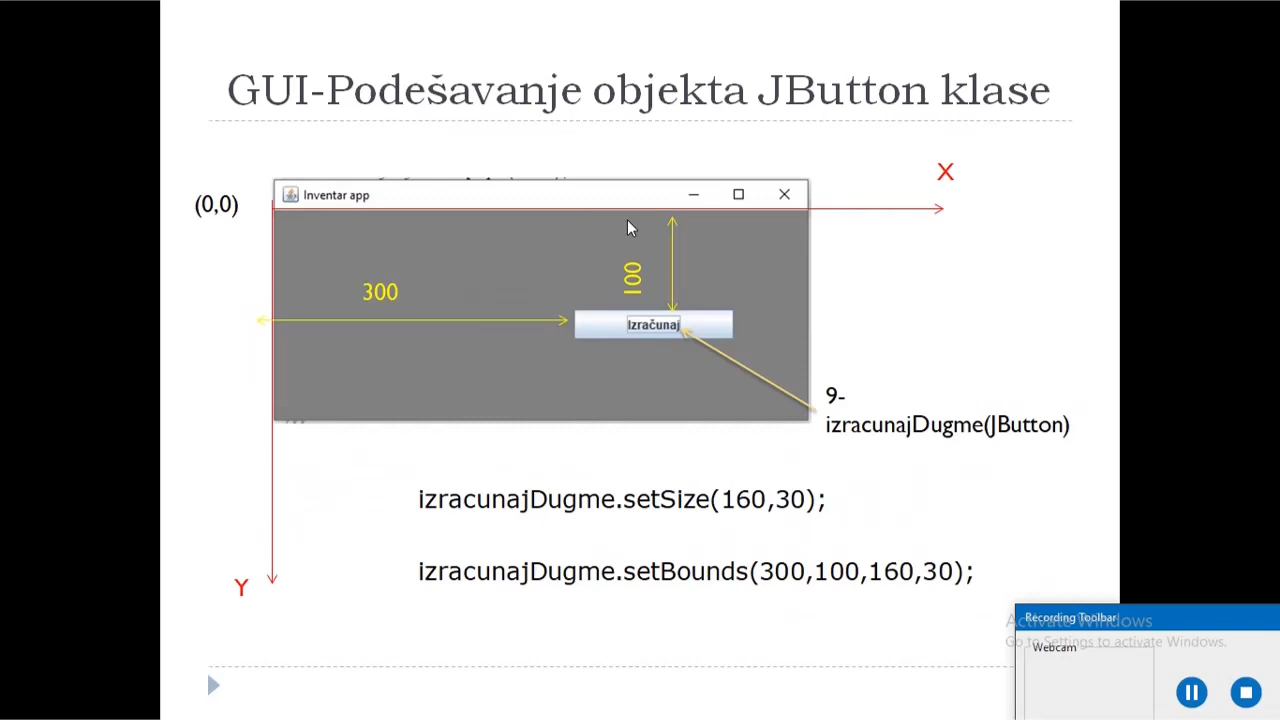 GUI-Podešavanje objekta JButton klase
X
(0,0)
Inventar app
300
100
Izračunaj
9-
izracunajDugme(JButton)
izracunajDugme.setSize(160,30);
izracunajDugme.setBounds(300,100,160,30);
Y
Recording Toolbar
Activate Windows
Go to Settings to activate Windows.
Webcam